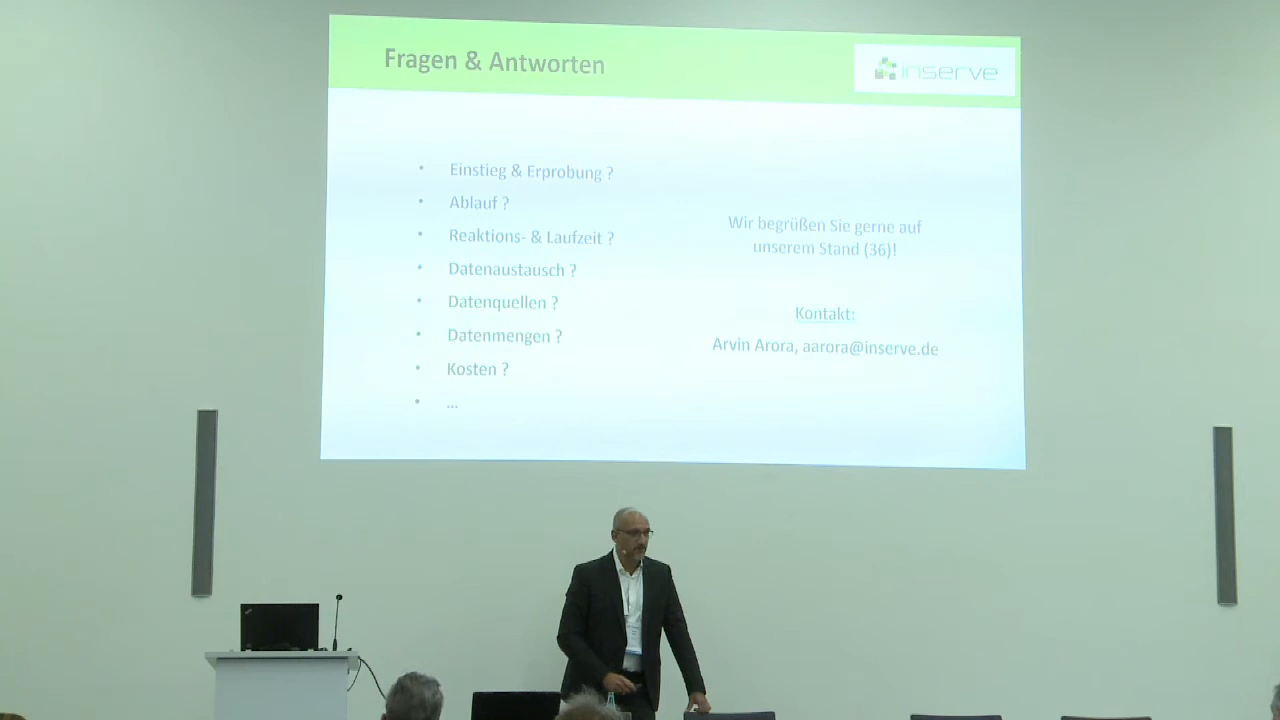 Fragen & Antworten
inserve
• Einstieg & Erprobung ?
• Ablauf ?
• Reaktions- & Laufzeit ?
• Datenaustausch ?
• Datenquellen ?
• Datenmengen ?
• Kosten ?
• ...
Wir begrüßen Sie gerne auf
unserem Stand (36)!
Kontakt:
Arvin Arora, aarora@inserve.de